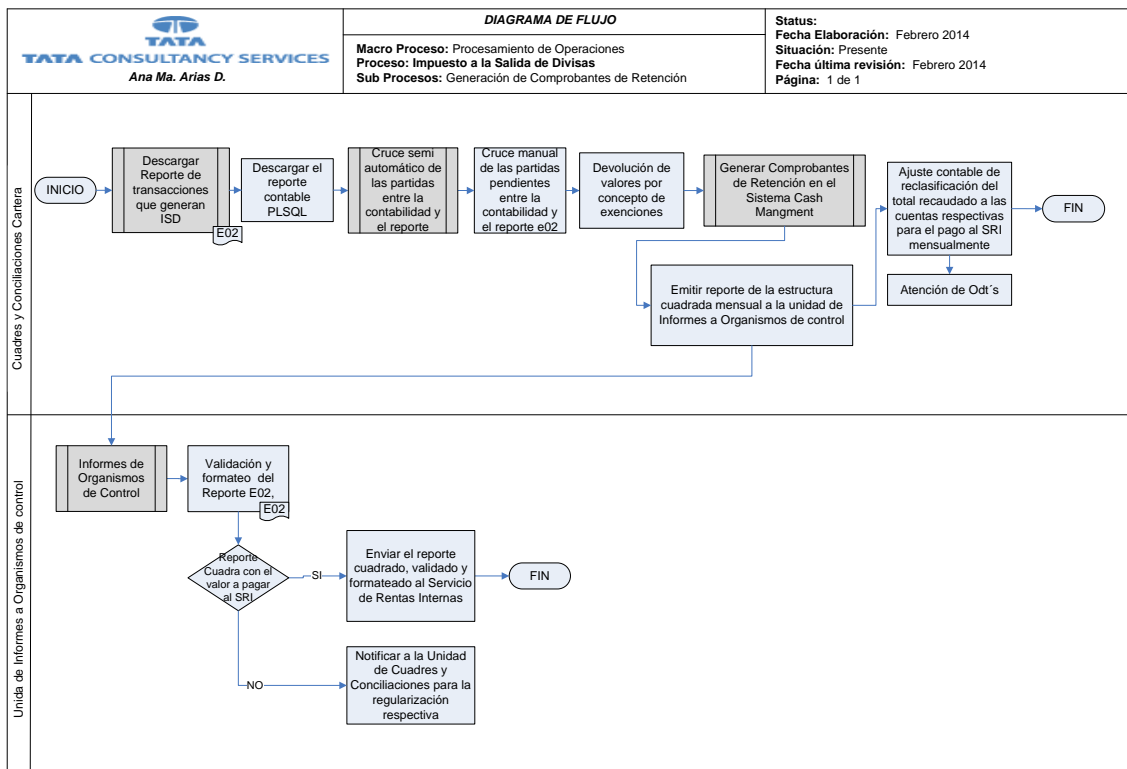 TATA
TATA CONSULTANCY SERVICES
Ana Ma. Arias D.
DIAGRAMA DE FLUJO
Macro Proceso: Procesamiento de Operaciones
Proceso: Impuesto a la Salida de Divisas
Sub Procesos: Generación de Comprobantes de Retención
Status:
Fecha Elaboración: Febrero 2014
Situación: Presente
Fecha última revisión: Febrero 2014
Página: 1 de 1
Cuadres y Conciliaciones Cartera
INICIO
Descargar
Reporte de
transacciones
que generan
ISD
E02
Descargar el
reporte
contable
PLSQL
Cruce semi
automático de
las partidas
entre la
contabilidad y
el reporte
Cruce manual
de las partidas
pendientes
entre la
contabilidad y
el reporte e02
Devolución de
valores por
concepto de
exenciones
Generar Comprobantes
de Retención en el
Sistema Cash
Mangment
Emitir reporte de la estructura
cuadrada mensual a la unidad de
Informes a Organismos de control
Ajuste contable de
reclasificación del
total recaudado a las
cuentas respectivas
para el pago al SRI
mensualmente
FIN
Atención de Odt´s
Unida de Informes a Organismos de control
Informes de
Organismos
de Control
Validación y
formateo del
Reporte E02,
E02
Reporte
Cuadra con el
valor a pagar
al SRI
SI
Enviar el reporte
cuadrado, validado y
formateado al Servicio
de Rentas Internas
FIN
NO
Notificar a la Unidad
de Cuadres y
Conciliaciones para la
regularización
respectiva